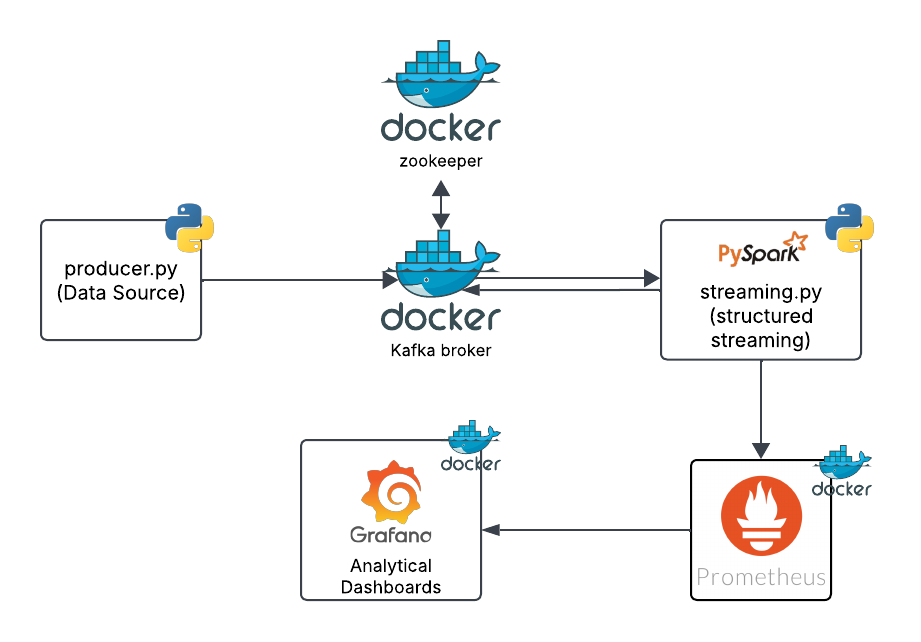 docker
zookeeper
producer.py
(Data Source)
docker
Kafka broker
PySpark
streaming.py
(structured
streaming)
docker
Grafana
Analytical
Dashboards
docker
Prometheus